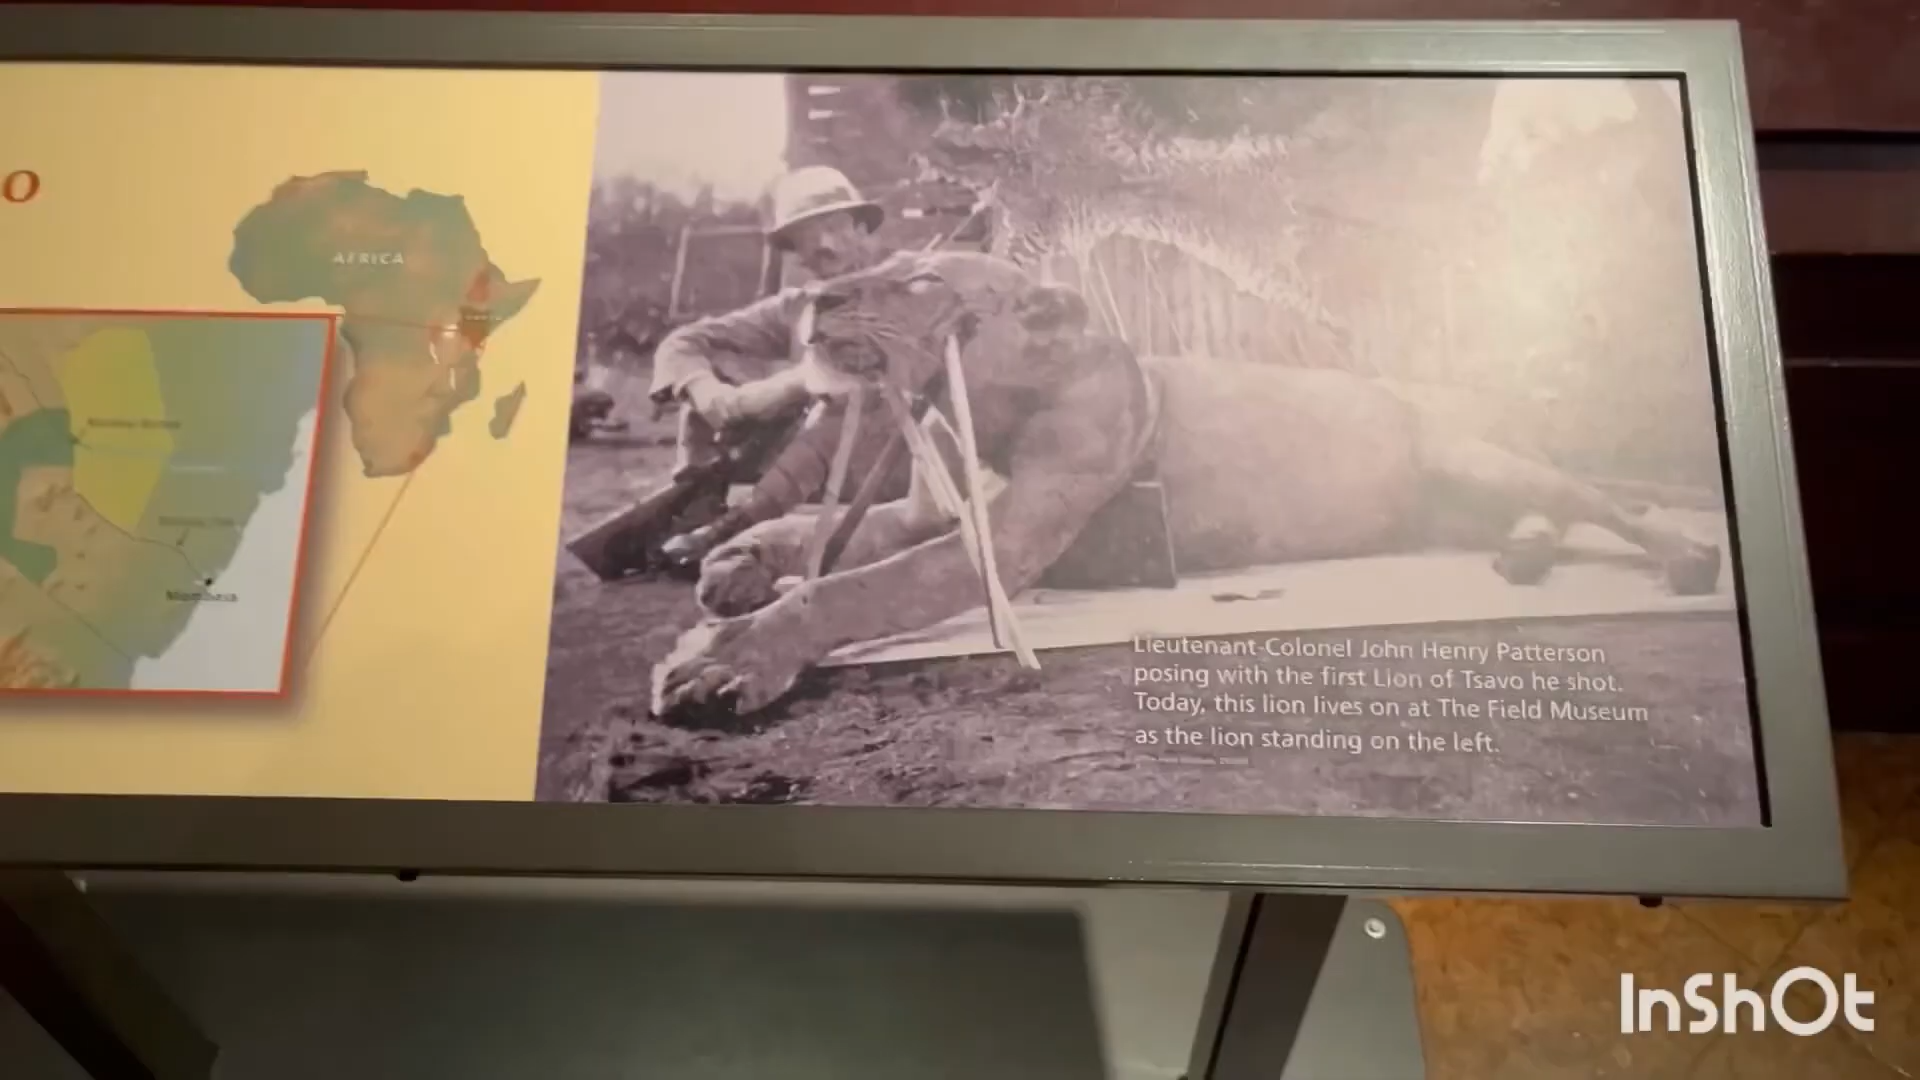 o
AFRICA
Mombasa
Lieutenant-Colonel John Henry Patterson
posing with the first Lion of Tsavo he shot.
Today, this lion lives on at The Field Museum
as the lion standing on the left.
InShOt